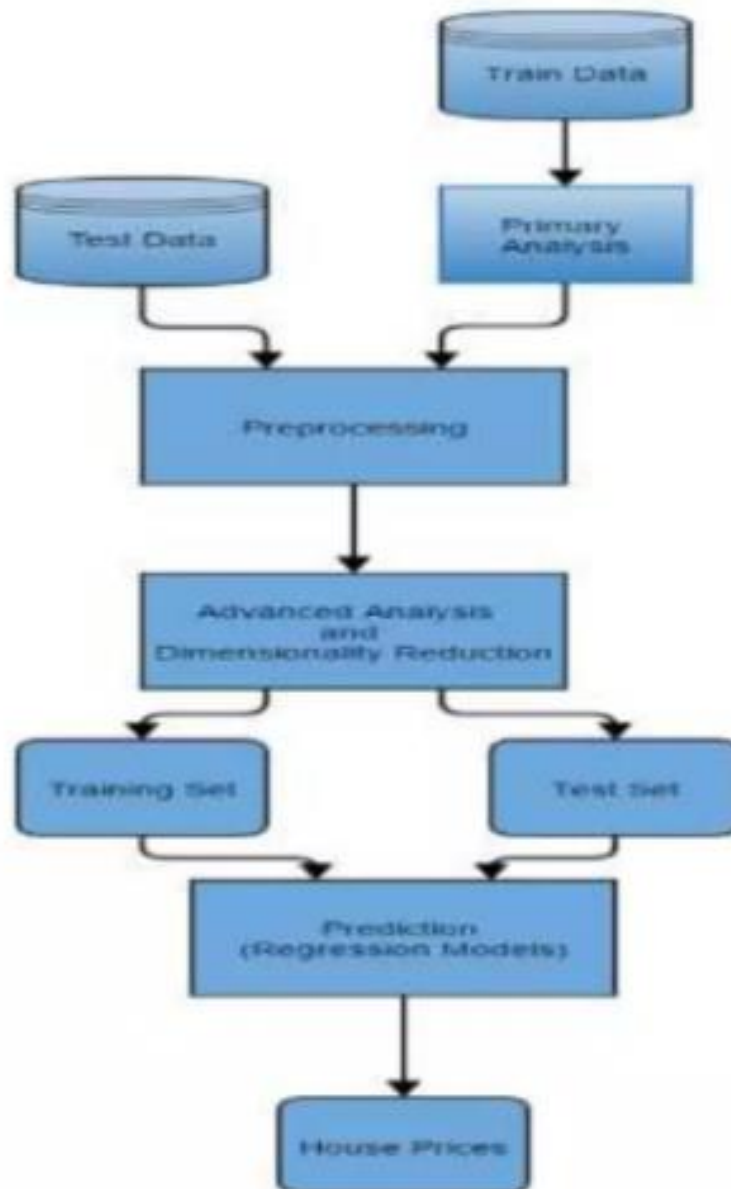 Train Data
Test Data
Primary
Analysis
Preprocessing
Advanced Analysis
and
Dimensionality Reduction
Training Set
Test Set
Prediction
(Regression Models)
House Prices